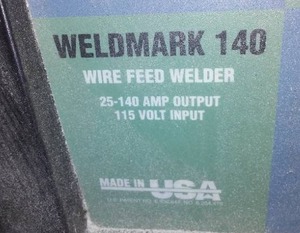 WELDMARK 140
WIRE FEED WELDER
25-140 AMP OUTPUT
115 VOLT INPUT
MADE IN USA